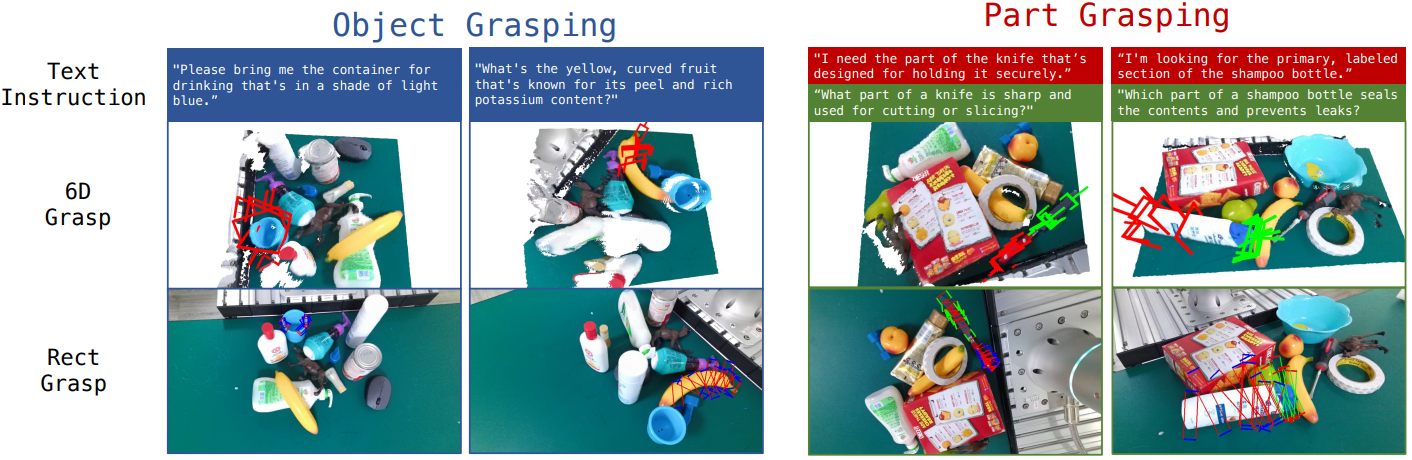 Object Grasping
Part Grasping
Text
Instruction
"Please bring me the container for
drinking that's in a shade of light
blue.”
"What's the yellow, curved fruit
that's known for its peel and rich
potassium content?"
"I need the part of the knife that’s
designed for holding it securely.”
“What part of a knife is sharp and
used for cutting or slicing?"
“I'm looking for the primary, labeled
section of the shampoo bottle.”
"Which part of a shampoo bottle seals
the contents and prevents leaks?
6D
Grasp
Rect
Grasp